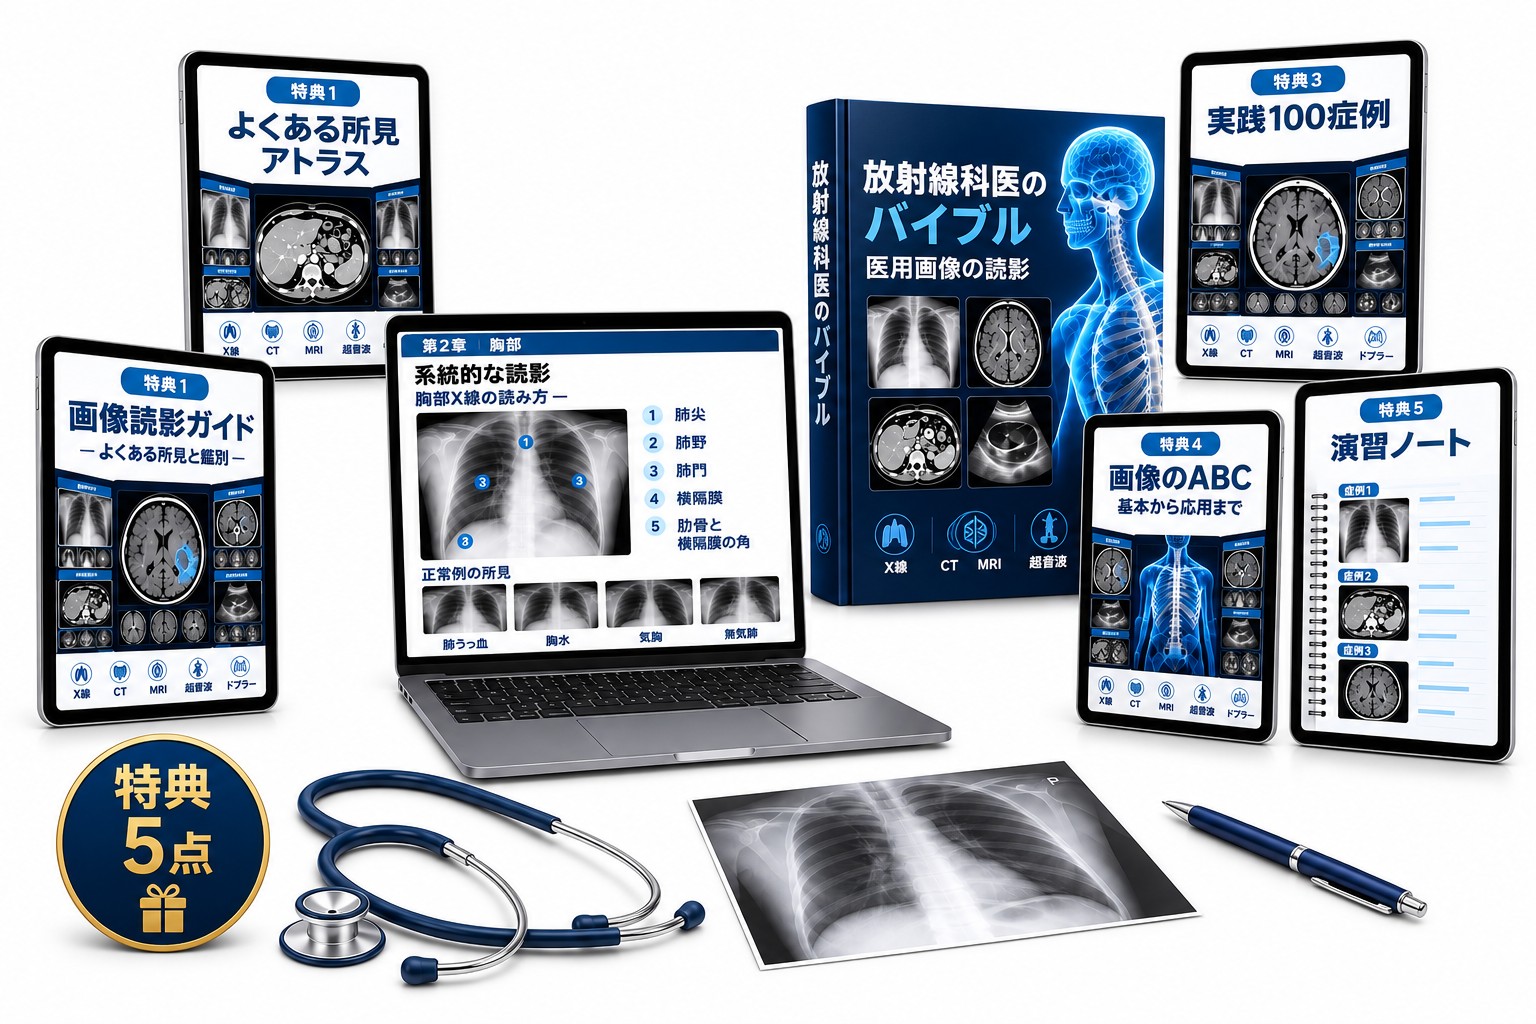 特典1
よくある所見
アトラス
X線
CT
MRI
超音波
特典1
画像読影ガイド
— よくある所見と鑑別 —
X線
CT
MRI
超音波
ドプラー
第2章 胸部
系統的な読影
胸部X線の読み方 —
1 肺尖
2 肺野
3 肺門
4 横隔膜
5 肋骨と
横隔膜の角
1
3
3
3
正常例の所見
肺うっ血
胸水
気胸
無気肺
放射線科医のバイブル
放射線科医の
バイブル
医用画像の読影
X線
CT
MRI
超音波
特典3
実践100症例
X線
CT
MRI
超音波
ドプラー
特典4
画像のABC
基本から応用まで
X線
CT
MRI
超音波
ドプラー
特典5
演習ノート
症例1
症例2
症例3
特典
5点